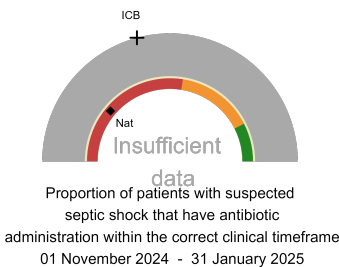 ICB
Nat
Insufficient
data
Proportion of patients with suspected
septic shock that have antibiotic
administration within the correct clinical timeframe
01 November 2024  -  31 January 2025